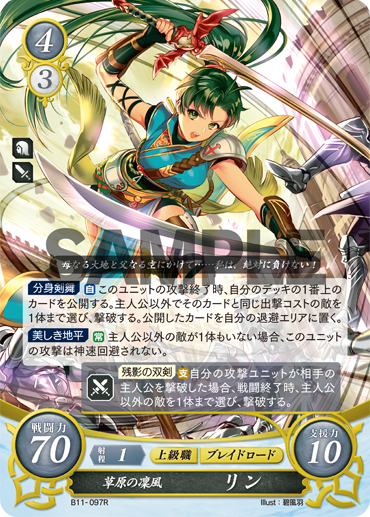 4
3
SAMPLE
母なる大地と父なる空にかけて……私は、絶対に負けない！
分身剣舞 自 このユニットの攻撃終了時、自分のデッキの1番上の
カードを公開する。主人公以外でそのカードと同じ出撃コストの敵を
1体まで選び、撃破する。公開したカードを自分の退避エリアに置く。
美しき地平 常 主人公以外の敵が1体もいない場合、このユニット
の攻撃は神速回避されない。
残影の双剣 支 自分の攻撃ユニットが相手の
主人公を撃破した場合、戦闘終了時、主人公
以外の敵を1体まで選び、撃破する。
戦闘力
70
射程 1
上級職
ブレイドロード
支援力
10
草原の凜風 リン
B11-097R
Illust：碧風羽